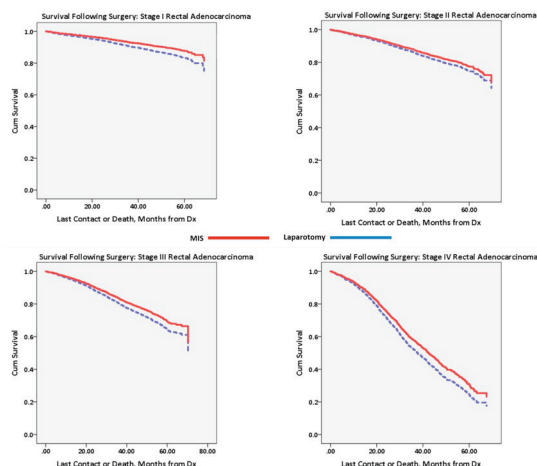 Survival Following Surgery: Stage I Rectal Adenocarcinoma
Cum Survival
1.0
0.8
0.6
0.4
0.2
0.0
.00 20.00 40.00 60.00 80.00
Last Contact or Death, Months from Dx
Survival Following Surgery: Stage II Rectal Adenocarcinoma
Cum Survival
1.0
0.8
0.6
0.4
0.2
0.0
.00 20.00 40.00 60.00 80.00
Last Contact or Death, Months from Dx
MIS Laparotomy
Survival Following Surgery: Stage III Rectal Adenocarcinoma
Cum Survival
1.0
0.8
0.6
0.4
0.2
0.0
.00 20.00 40.00 60.00 80.00
Last Contact or Death, Months from Dx
Survival Following Surgery: Stage IV Rectal Adenocarcinoma
Cum Survival
1.0
0.8
0.6
0.4
0.2
0.0
.00 20.00 40.00 60.00 80.00
Last Contact or Death, Months from Dx